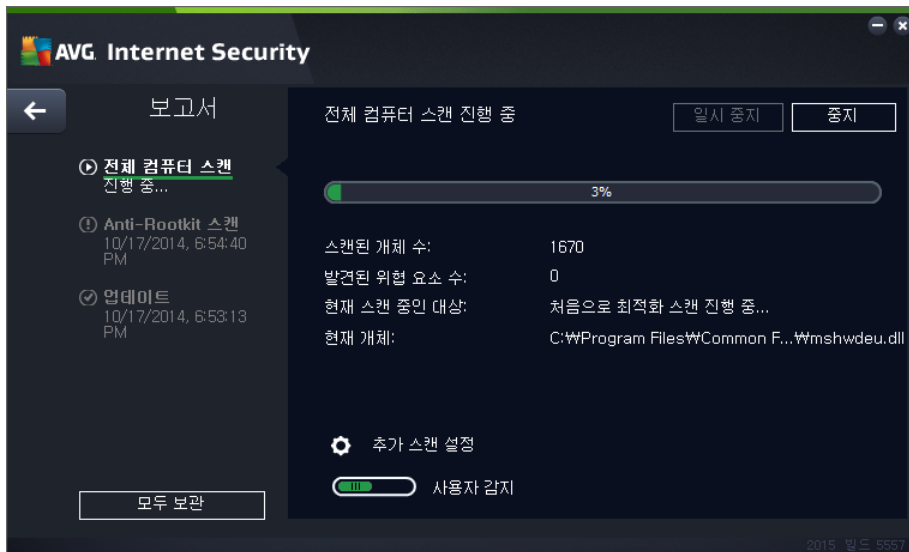 AVG Internet Security
보고서
전체 컴퓨터 스캔
진행 중...
Anti-Rootkit 스캔
10/17/2014, 6:54:40
PM
업데이트
10/17/2014, 6:53:13
PM
모두 보관
전체 컴퓨터 스캔 진행 중
일시 중지
중지
3%
스캔된 개체 수: 1670
발견된 위협 요소 수: 0
현재 스캔 중인 대상: 처음으로 최적화 스캔 진행 중...
현재 개체: C:₩Program Files₩Common F...₩mshwdeu.dll
추가 스캔 설정
사용자 감지
2015 빌드 5557